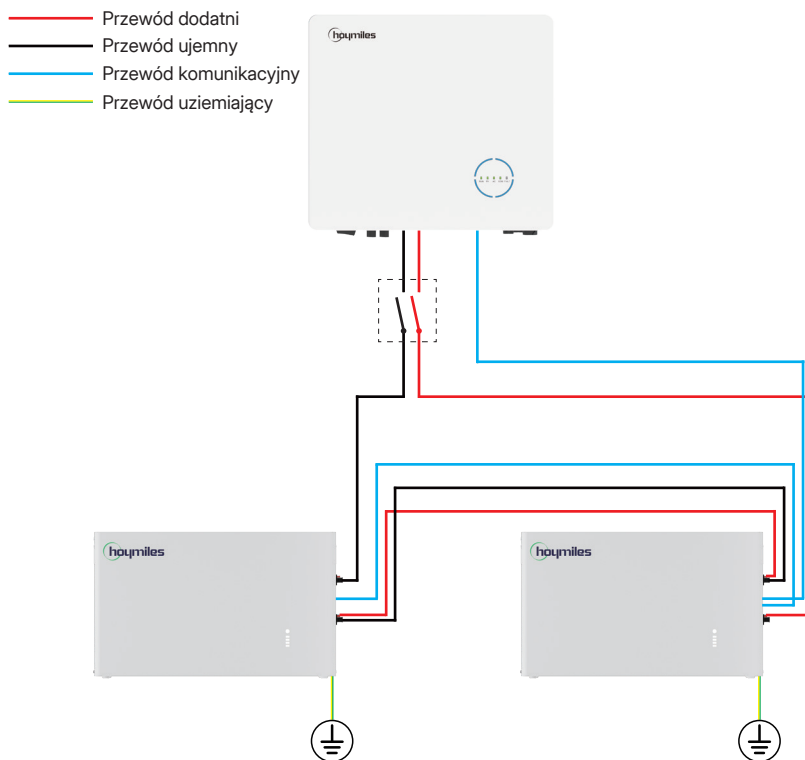 Przewód dodatni
Przewód ujemny
Przewód komunikacyjny
Przewód uziemiający
hoymiles
hoymiles
hoymiles